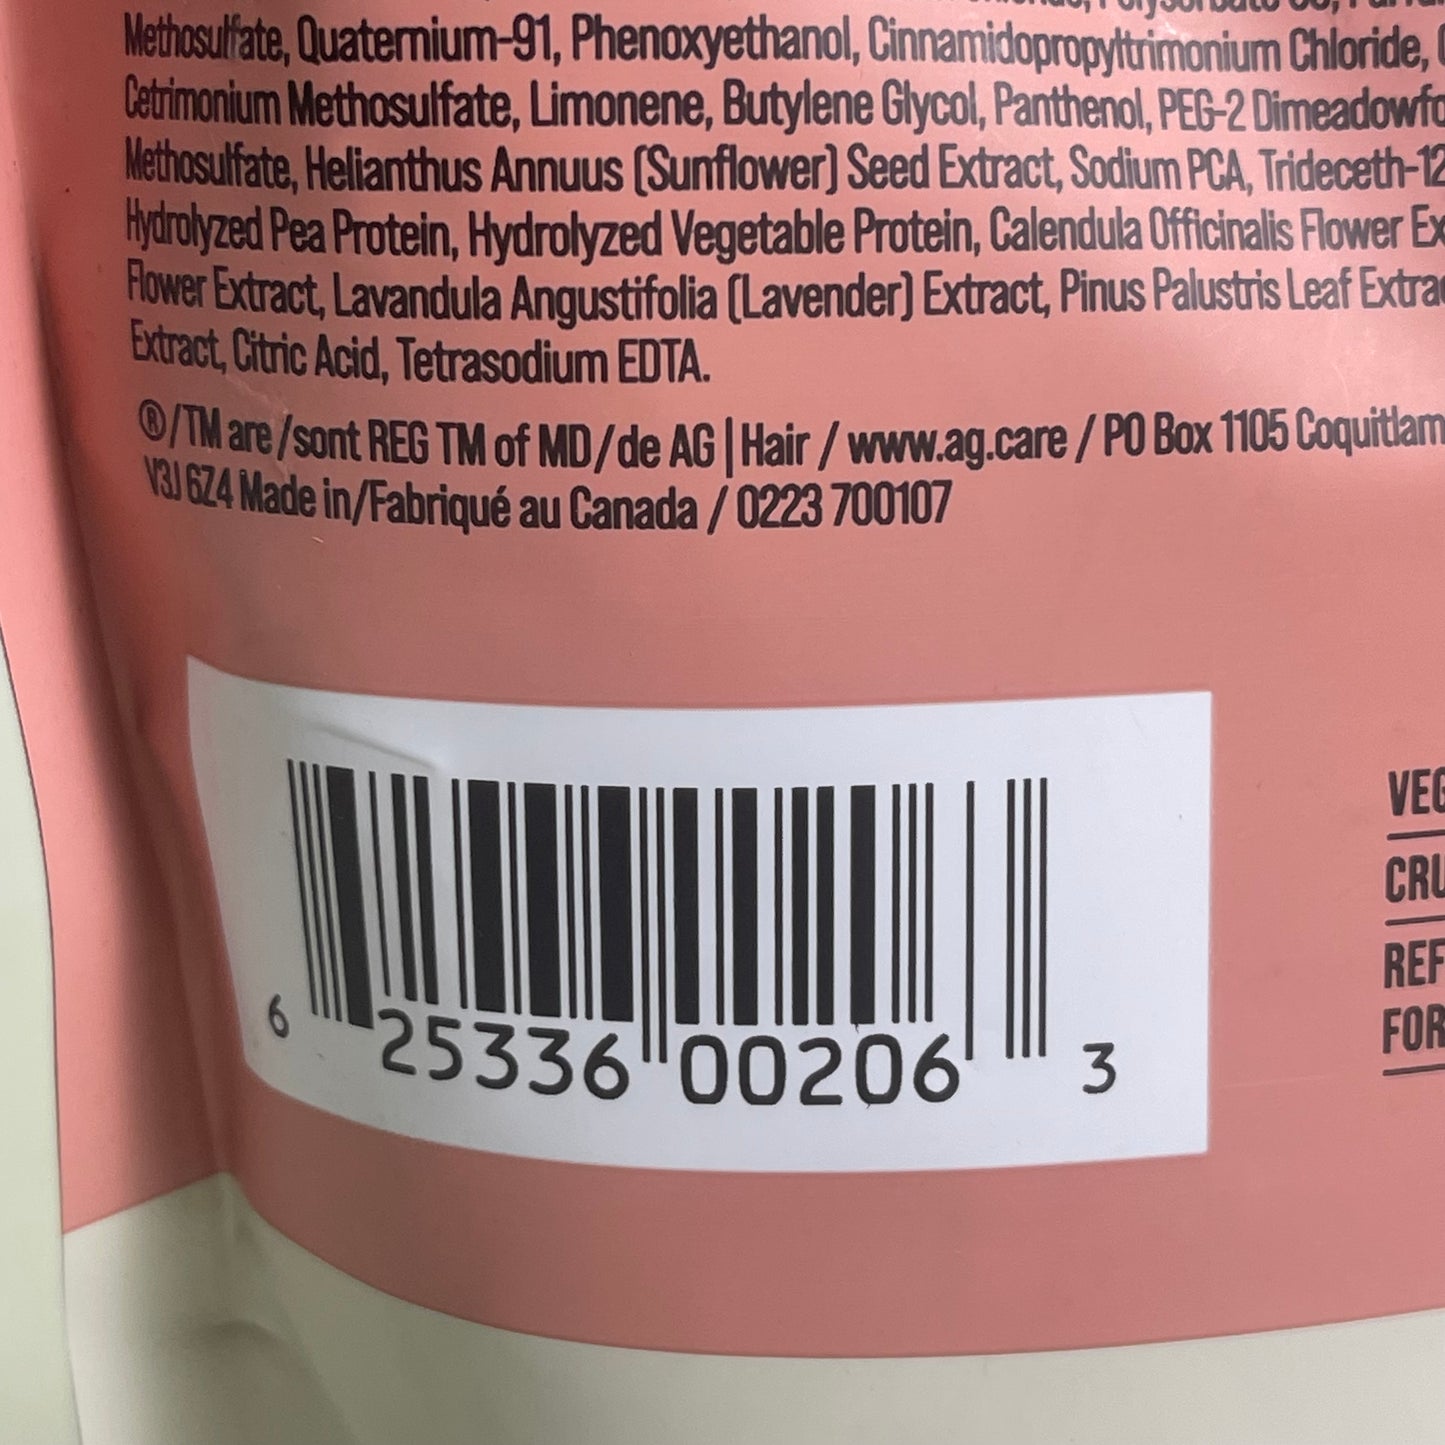 Methosulfate, Quaternium-91, Phenoxyethanol, Cinnamidopropyltrimonium Chloride,
Cetrimonium Methosulfate, Limonene, Butylene Glycol, Panthenol, PEG-2 Dimeadowfo
Methosulfate, Helianthus Annuus (Sunflower) Seed Extract, Sodium PCA, Trideceth-12
Hydrolyzed Pea Protein, Hydrolyzed Vegetable Protein, Calendula Officinalis Flower Ex
Flower Extract, Lavandula Angustifolia (Lavender) Extract, Pinus Palustris Leaf Extra
Extract, Citric Acid, Tetrasodium EDTA.
®/TM are/sont REG TM of MD/de AG | Hair / www.ag.care / PO Box 1105 Coquitlam
V3J 6Z4 Made in/Fabriqué au Canada / 0223 700107
6 25336 00206 3
VEG
CRU
REF
FOR